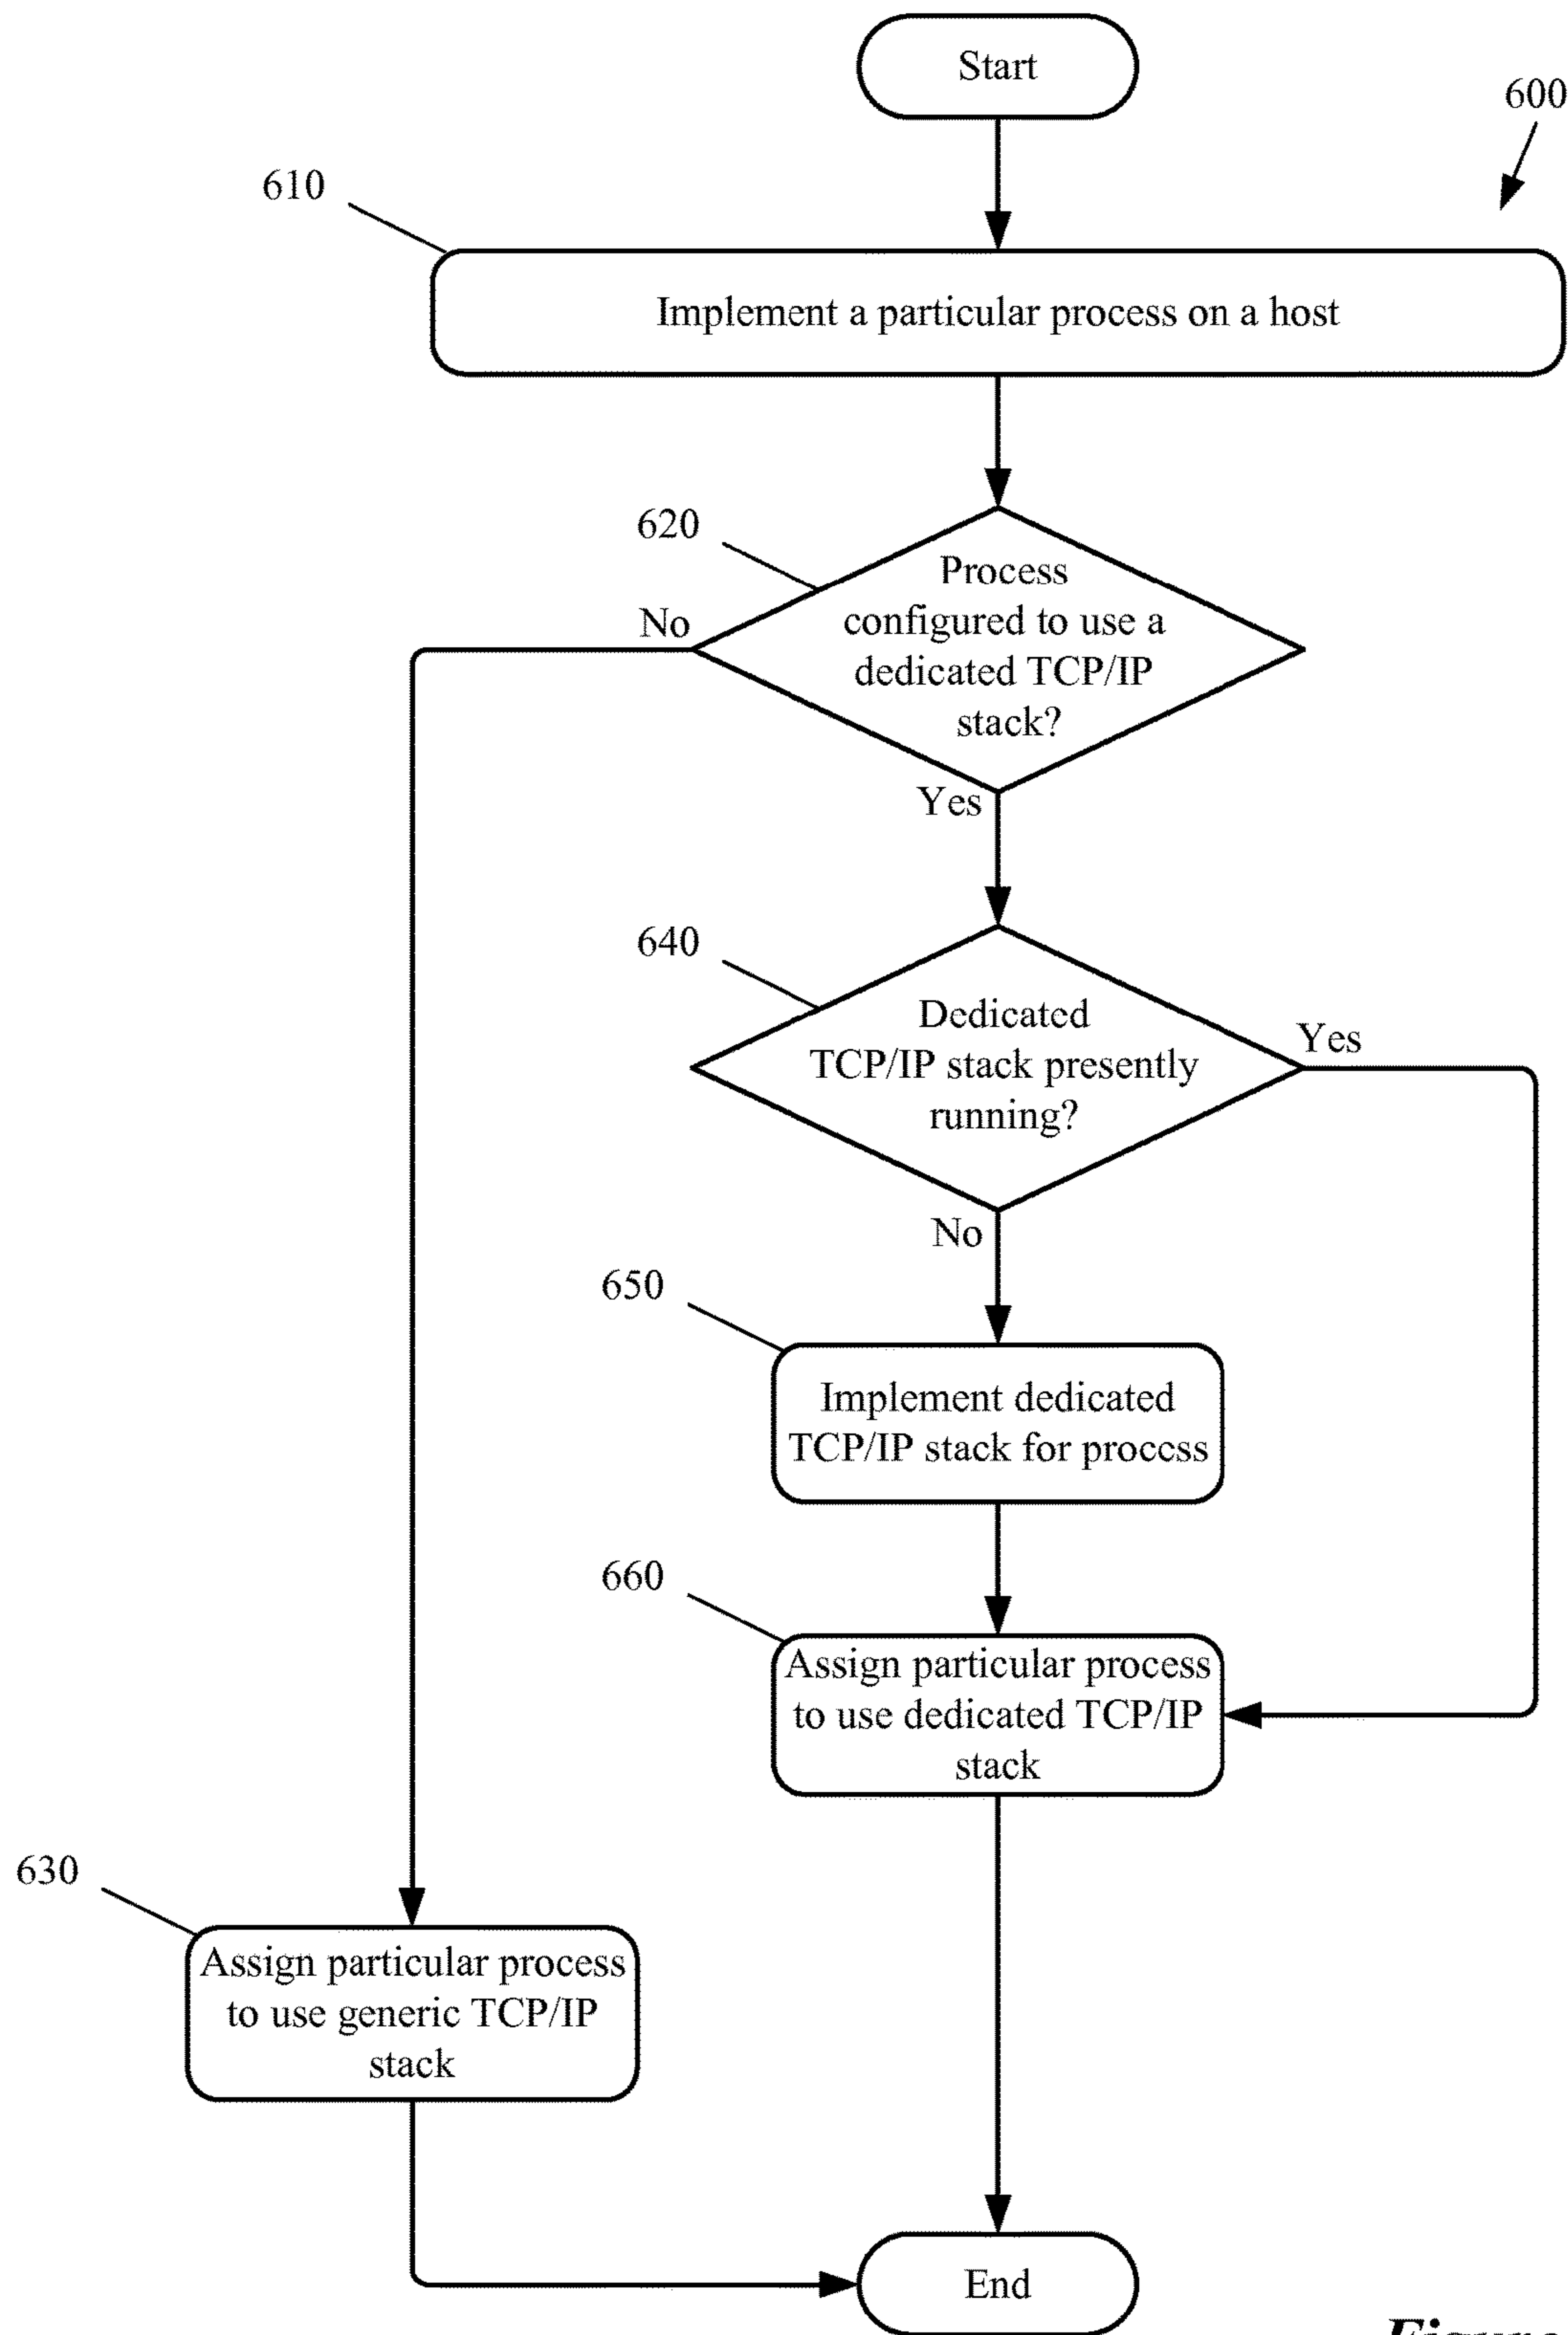 Start
600
610
Implement a particular process on a host
620
Process
configured to use a
dedicated TCP/IP
stack?
No
Yes
640
Dedicated
TCP/IP stack presently
running?
Yes
No
650
Implement dedicated
TCP/IP stack for process
660
Assign particular process
to use dedicated TCP/IP
stack
630
Assign particular process
to use generic TCP/IP
stack
End